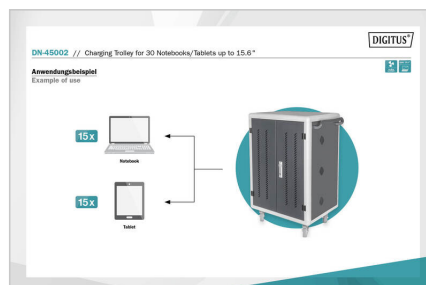 DIGITUS®
DN-45002 // Charging Trolley for 30 Notebooks/Tablets up to 15.6"
Anwendungsbeispiel
Example of use
15x
Notebook
15x
Tablet